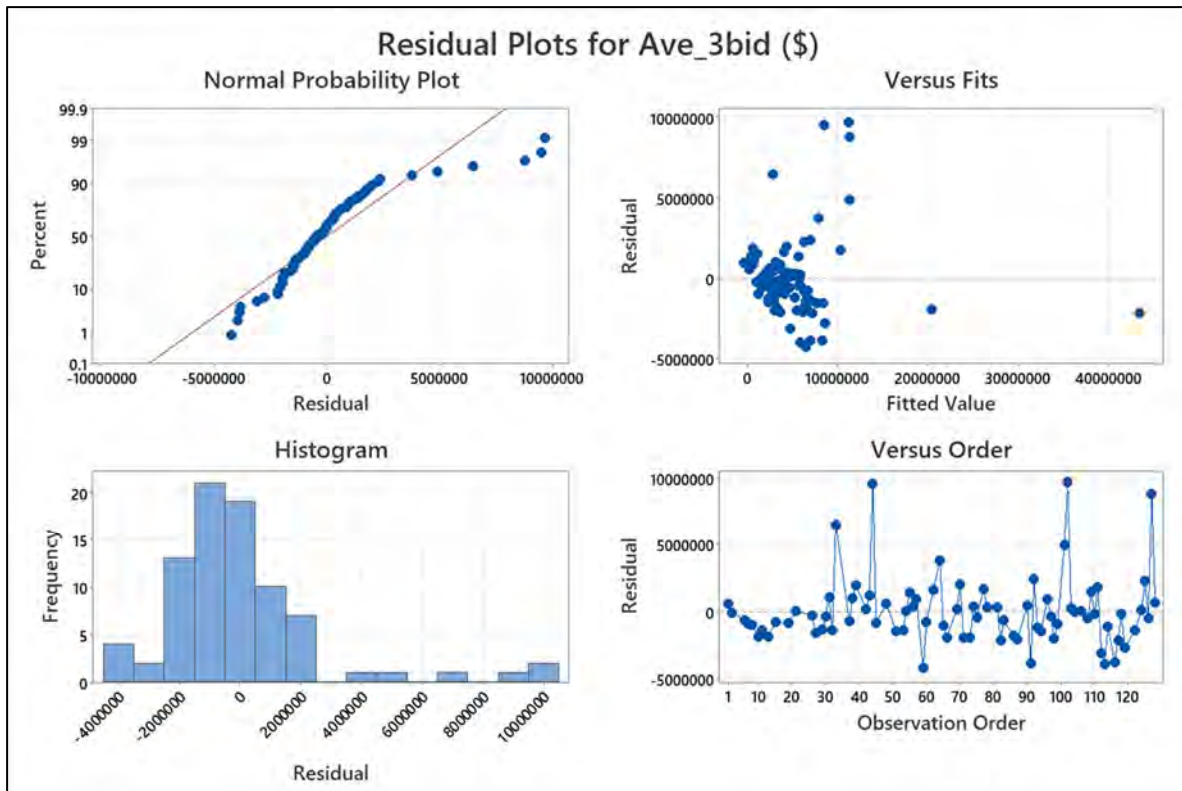 Residual Plots for Ave_3bid ($)
Normal Probability Plot
99.9
99
90
50
10
1
0.1
Percent
-10000000 -5000000 0 5000000 10000000
Residual
Versus Fits
10000000
5000000
0
-5000000
Residual
0 10000000 20000000 30000000 40000000
Fitted Value
Histogram
20
15
10
5
0
Frequency
-4000000 -2000000 0 2000000 4000000 6000000 8000000 10000000
Residual
Versus Order
10000000
5000000
0
-5000000
Residual
1 10 20 30 40 50 60 70 80 90 100 110 120
Observation Order